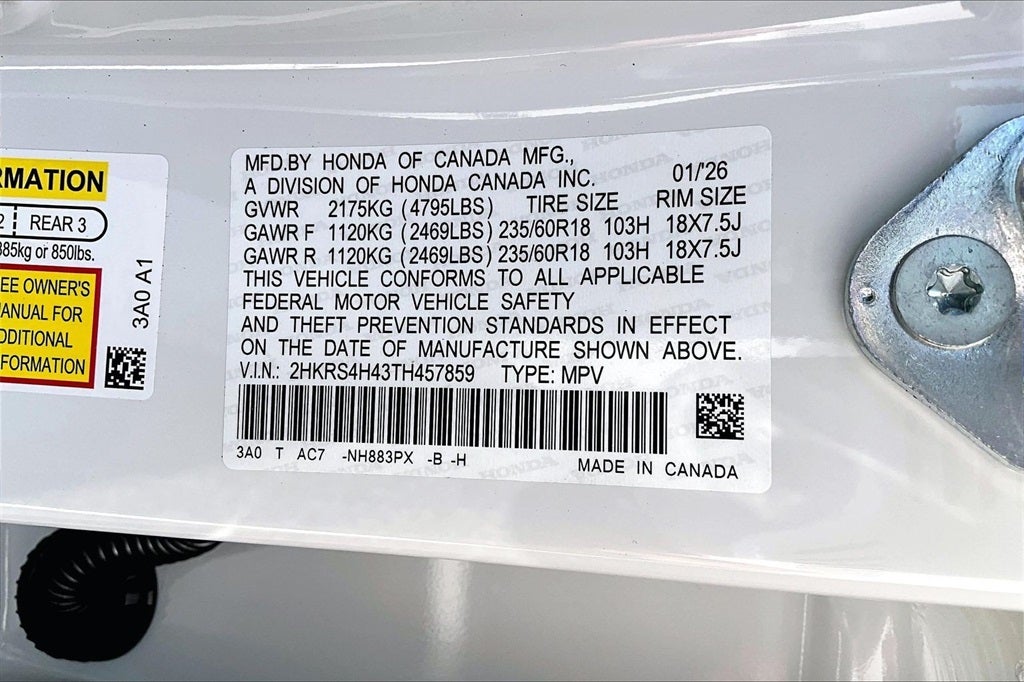 RMATION
2 REAR 3
385kg or 850lbs.
EE OWNER'S
ANUAL FOR
DDITIONAL
FORMATION
3A0 A1
MFD.BY HONDA OF CANADA MFG.,
A DIVISION OF HONDA CANADA INC. 01/'26
GVWR 2175KG (4795LBS) TIRE SIZE RIM SIZE
GAWR F 1120KG (2469LBS) 235/60R18 103H 18X7.5J
GAWR R 1120KG (2469LBS) 235/60R18 103H 18X7.5J
THIS VEHICLE CONFORMS TO ALL APPLICABLE
FEDERAL MOTOR VEHICLE SAFETY
AND THEFT PREVENTION STANDARDS IN EFFECT
ON THE DATE OF MANUFACTURE SHOWN ABOVE.
V.I.N.: 2HKRS4H43TH457859 TYPE: MPV
3A0 T AC7 -NH883PX -B -H
MADE IN CANADA